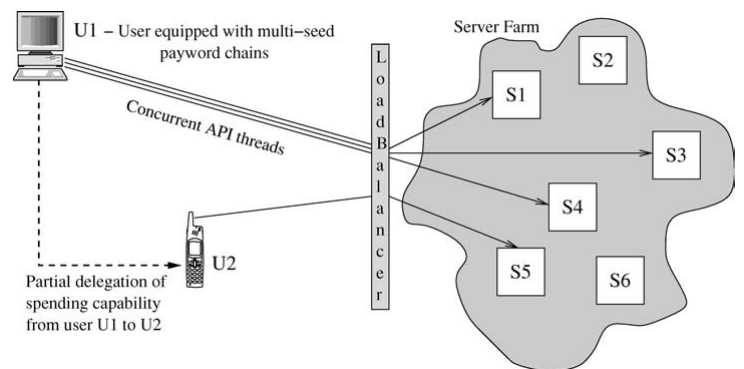 U1 – User equipped with multi−seed
payword chains
Server Farm
Concurrent API threads
LoadBalancer
S1
S2
S3
S4
S5
S6
U2
Partial delegation of
spending capability
from user U1 to U2